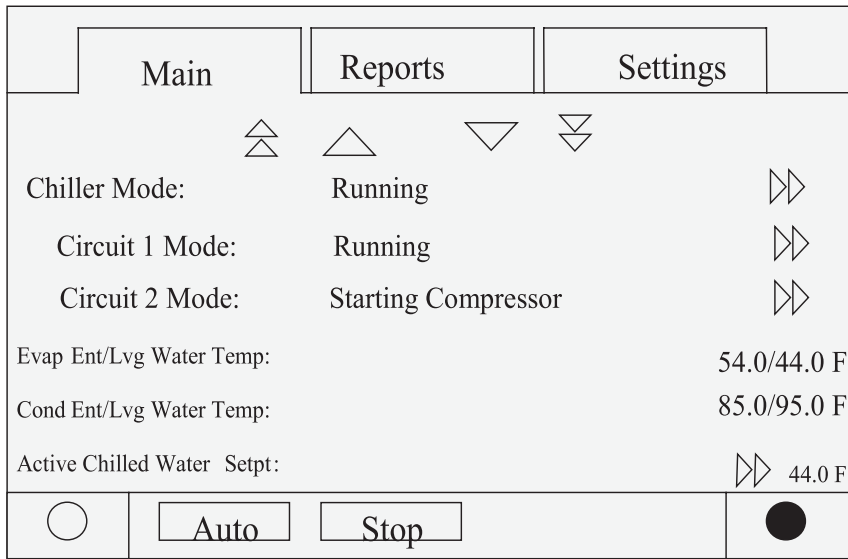 Main Reports Settings
Chiller Mode: Running
Circuit 1 Mode: Running
Circuit 2 Mode: Starting Compressor
Evap Ent/Lvg Water Temp: 54.0/44.0 F
Cond Ent/Lvg Water Temp: 85.0/95.0 F
Active Chilled Water Setpt: 44.0 F
Auto Stop